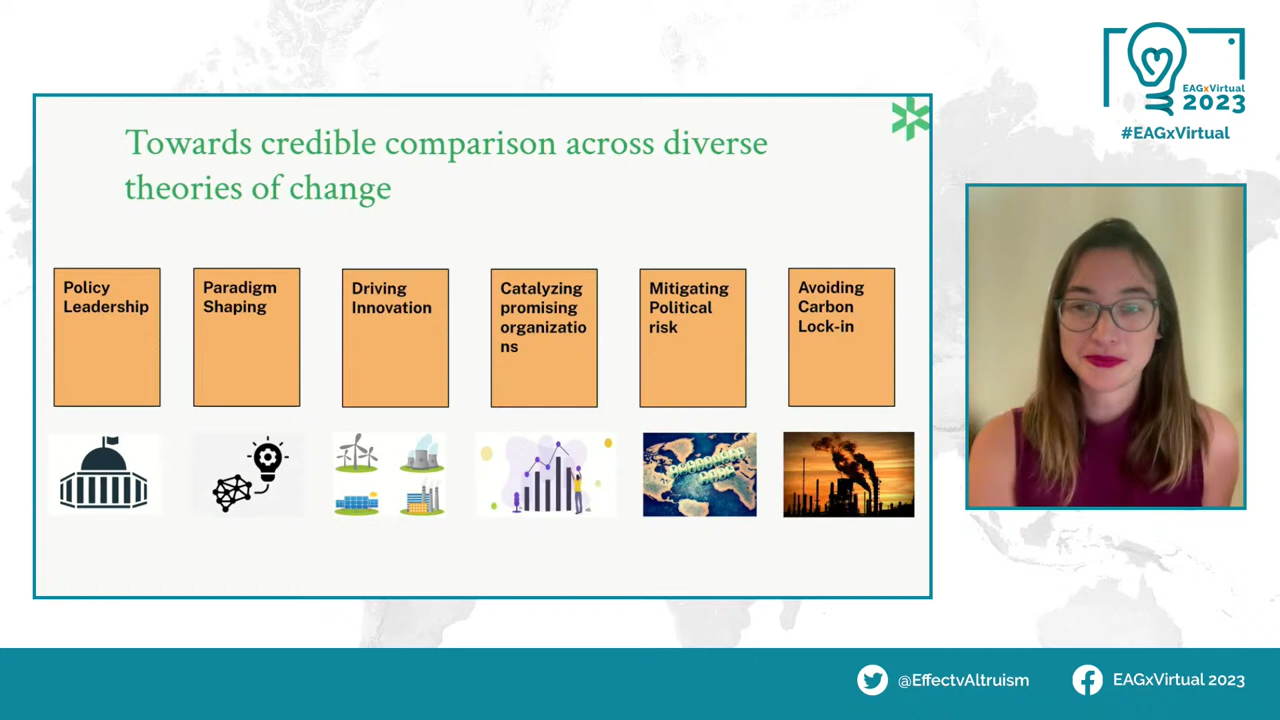 Towards credible comparison across diverse
theories of change
Policy
Leadership
Paradigm
Shaping
Driving
Innovation
Catalyzing
promising
organizatio
ns
Mitigating
Political
risk
Avoiding
Carbon
Lock-in
EAGxVirtual
2023
#EAGxVirtual
@EffectvAltruism
EAGxVirtual 2023